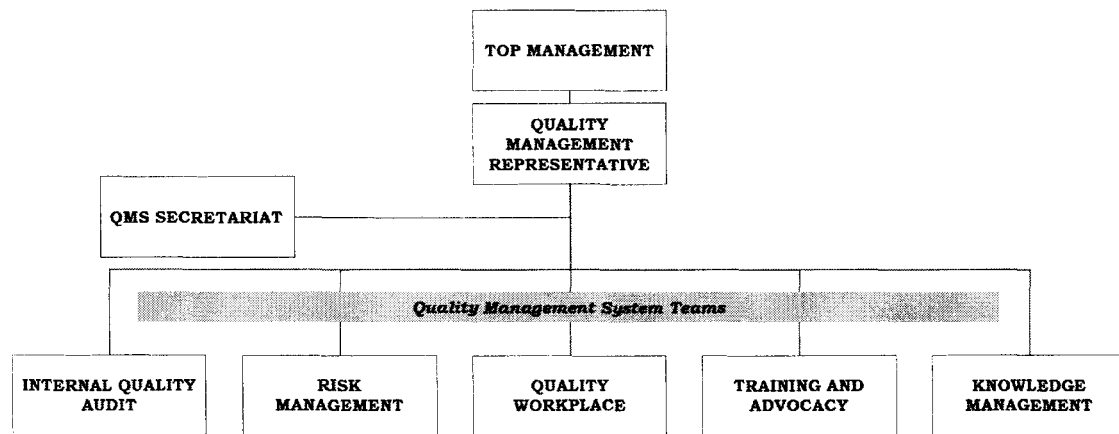 TOP MANAGEMENT
QUALITY
MANAGEMENT
REPRESENTATIVE
QMS SECRETARIAT
Quality Management System Teams
INTERNAL QUALITY
AUDIT
RISK
MANAGEMENT
QUALITY
WORKPLACE
TRAINING AND
ADVOCACY
KNOWLEDGE
MANAGEMENT